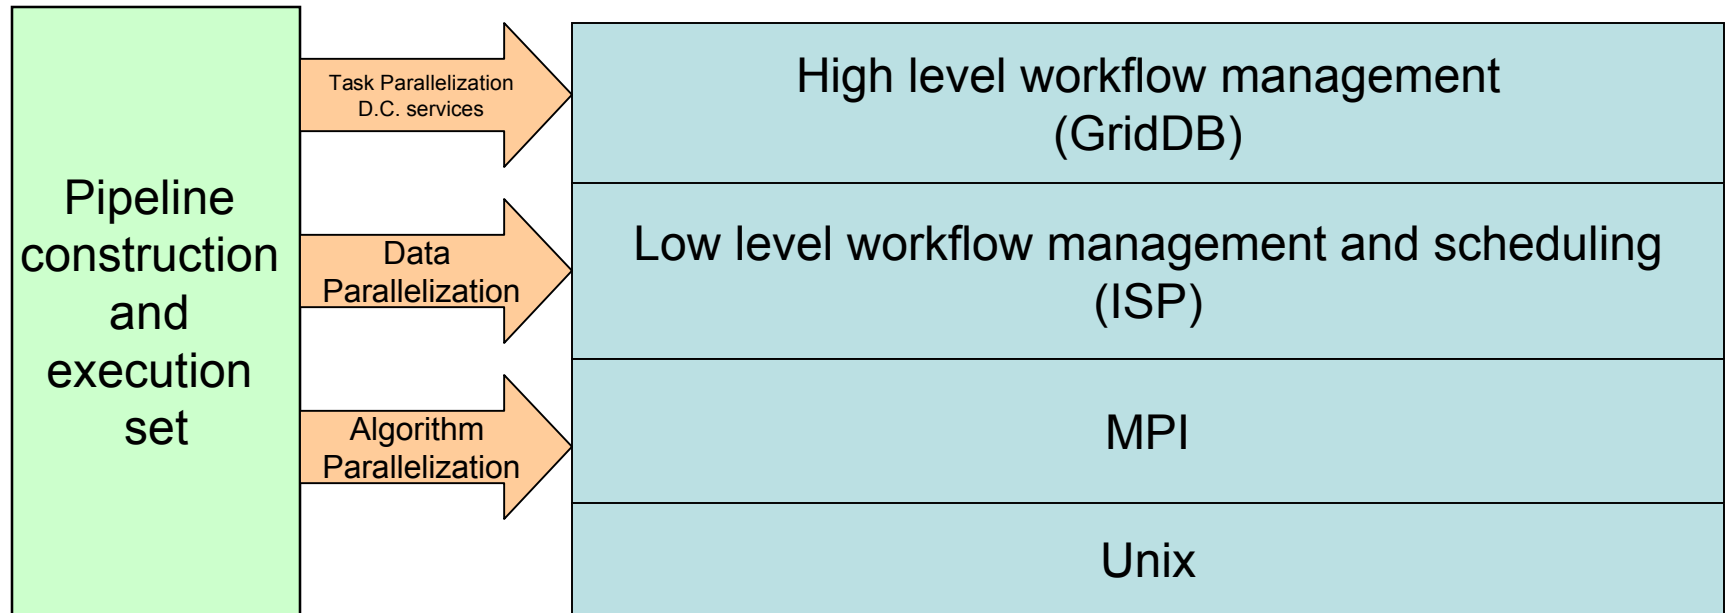 Pipeline
construction
and
execution
set
Task Parallelization
D.C. services
Data
Parallelization
Algorithm
Parallelization
High level workflow management
(GridDB)
Low level workflow management and scheduling
(ISP)
MPI
Unix